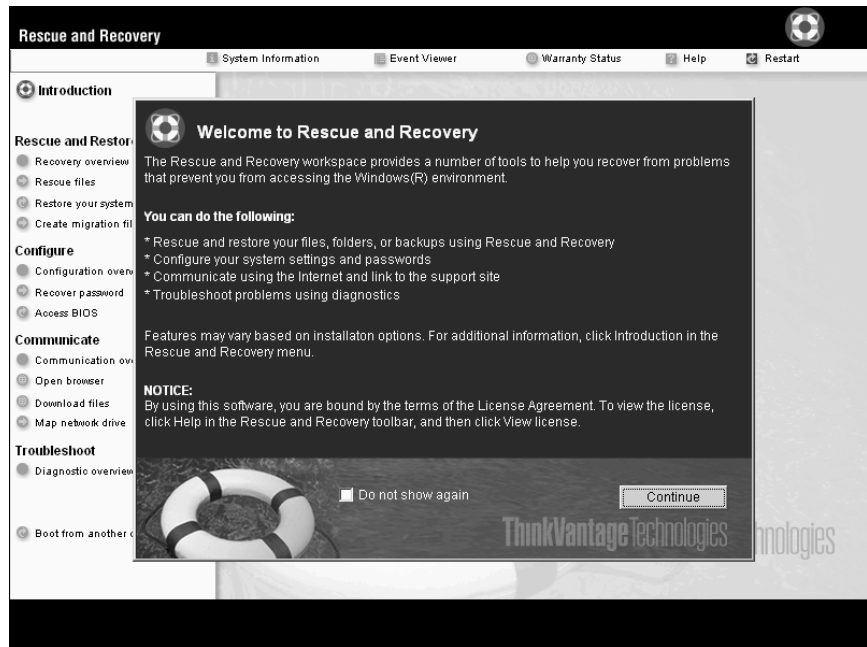 Rescue and Recovery
System Information Event Viewer Warranty Status Help Restart
Introduction
Rescue and Restor
Recovery overview
Rescue files
Restore your system
Create migration fil
Configure
Configuration overv
Recover password
Access BIOS
Communicate
Communication ov
Open browser
Download files
Map network drive
Troubleshoot
Diagnostic overview
Boot from another
Welcome to Rescue and Recovery
The Rescue and Recovery workspace provides a number of tools to help you recover from problems
that prevent you from accessing the Windows(R) environment.
You can do the following:
* Rescue and restore your files, folders, or backups using Rescue and Recovery
* Configure your system settings and passwords
* Communicate using the Internet and link to the support site
* Troubleshoot problems using diagnostics
Features may vary based on installaton options. For additional information, click Introduction in the
Rescue and Recovery menu.
NOTICE:
By using this software, you are bound by the terms of the License Agreement. To view the license,
click Help in the Rescue and Recovery toolbar, and then click View license.
Do not show again
Continue
ThinkVantage Technologies
hnologies